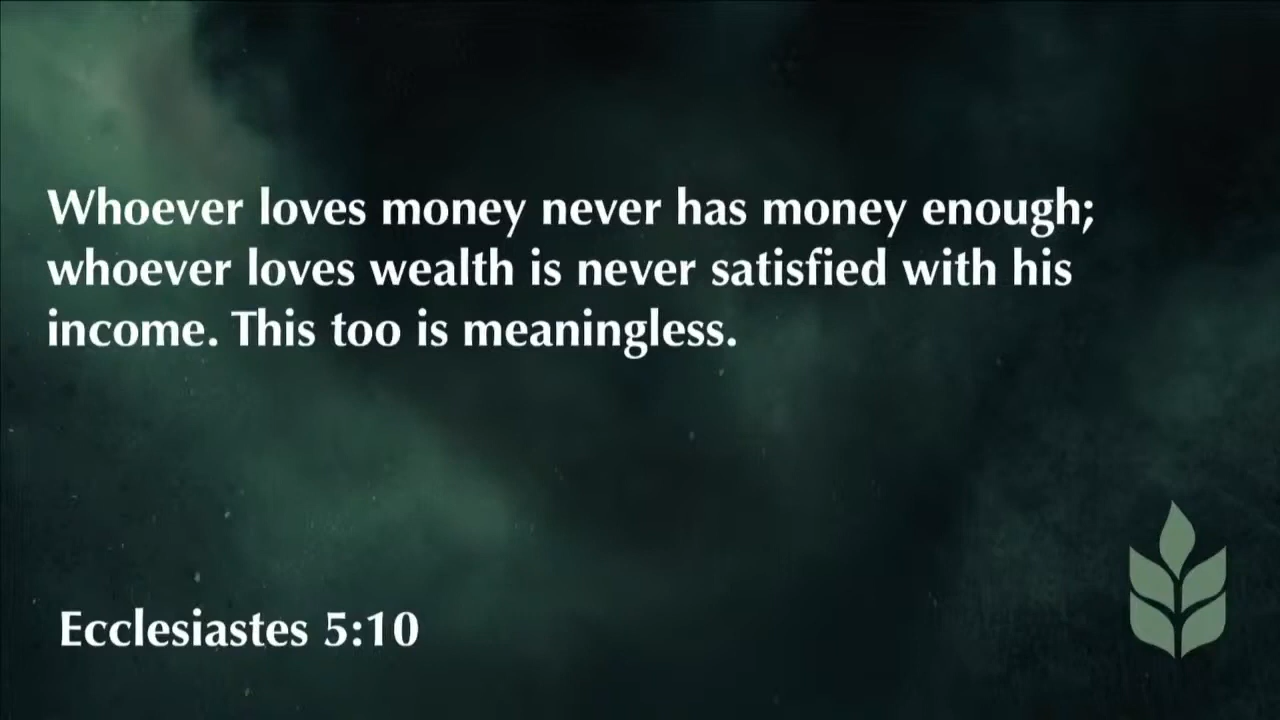 Whoever loves money never has money enough;
whoever loves wealth is never satisfied with his
income. This too is meaningless.
Ecclesiastes 5:10